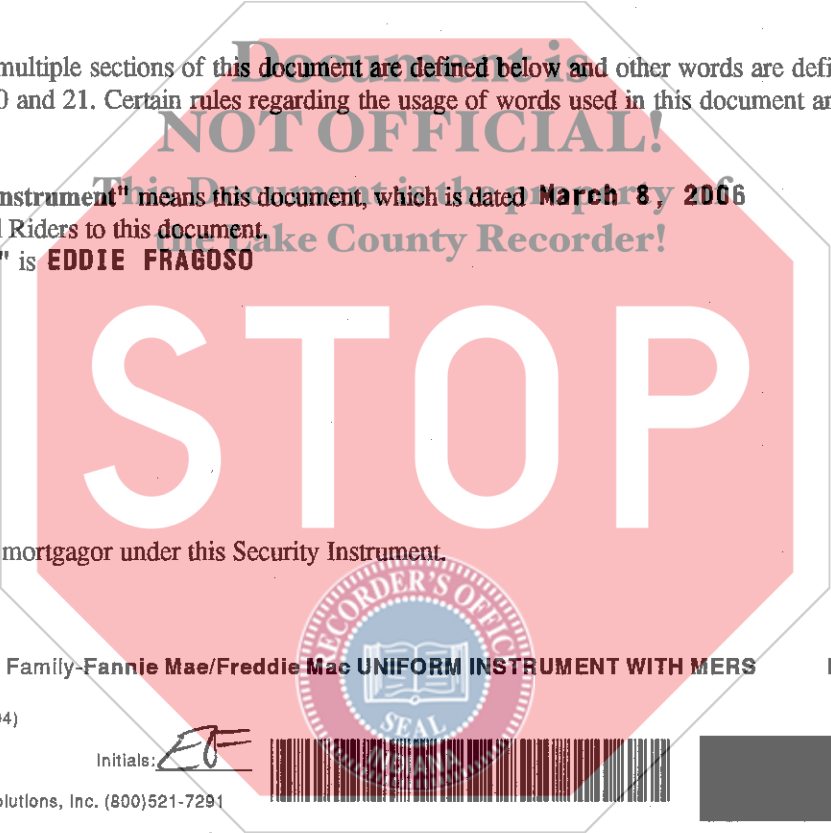 Document is
multiple sections of this document are defined below and other words are defi
0 and 21. Certain rules regarding the usage of words used in this document ar
NOT OFFICIAL!
This Document is the property of
Instrument" means this document, which is dated March 8, 2006
l Riders to this document.
the Lake County Recorder!
" is EDDIE FRAGOSO
STOP
mortgagor under this Security Instrument.
RECORDER'S OFFICE
SEAL
INDIANA
Family-Fannie Mae/Freddie Mac UNIFORM INSTRUMENT WITH MERS
04)
Initials: EF
olutions, Inc. (800)521-7291